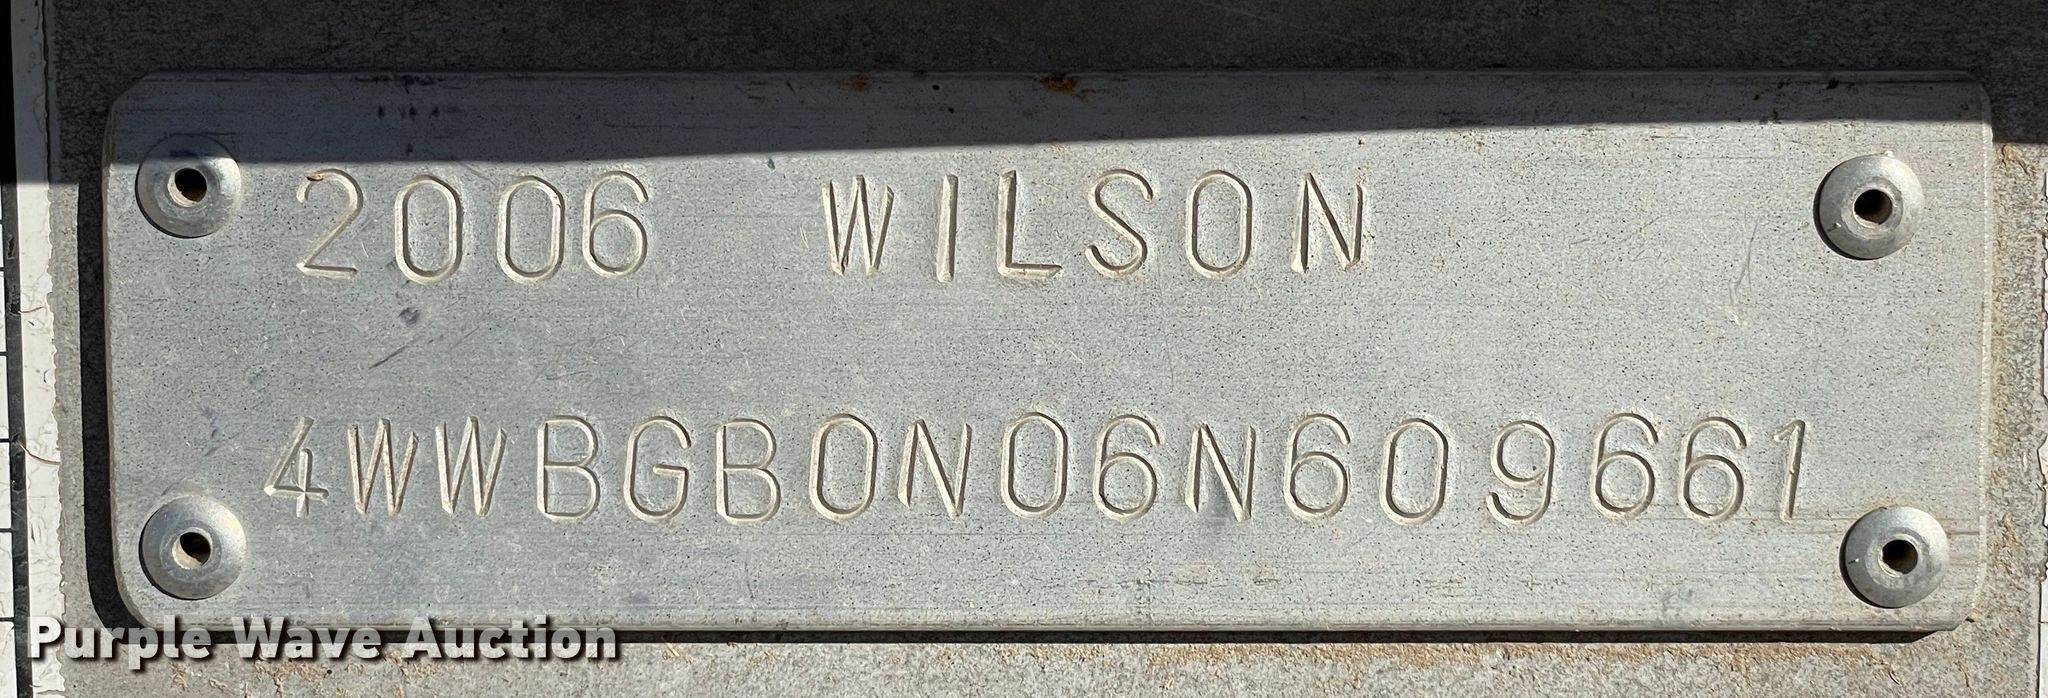 2006 WILSON
4WWBGB0N06N609661
Purple Wave Auction